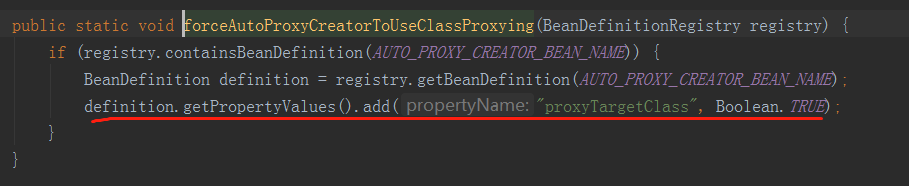 public static void forceAutoProxyCreatorToUseClassProxying(BeanDefinitionRegistry registry) {
if (registry.containsBeanDefinition(AUTO_PROXY_CREATOR_BEAN_NAME)) {
BeanDefinition definition = registry.getBeanDefinition(AUTO_PROXY_CREATOR_BEAN_NAME);
definition.getPropertyValues().add( propertyName: "proxyTargetClass", Boolean.TRUE);
}
}